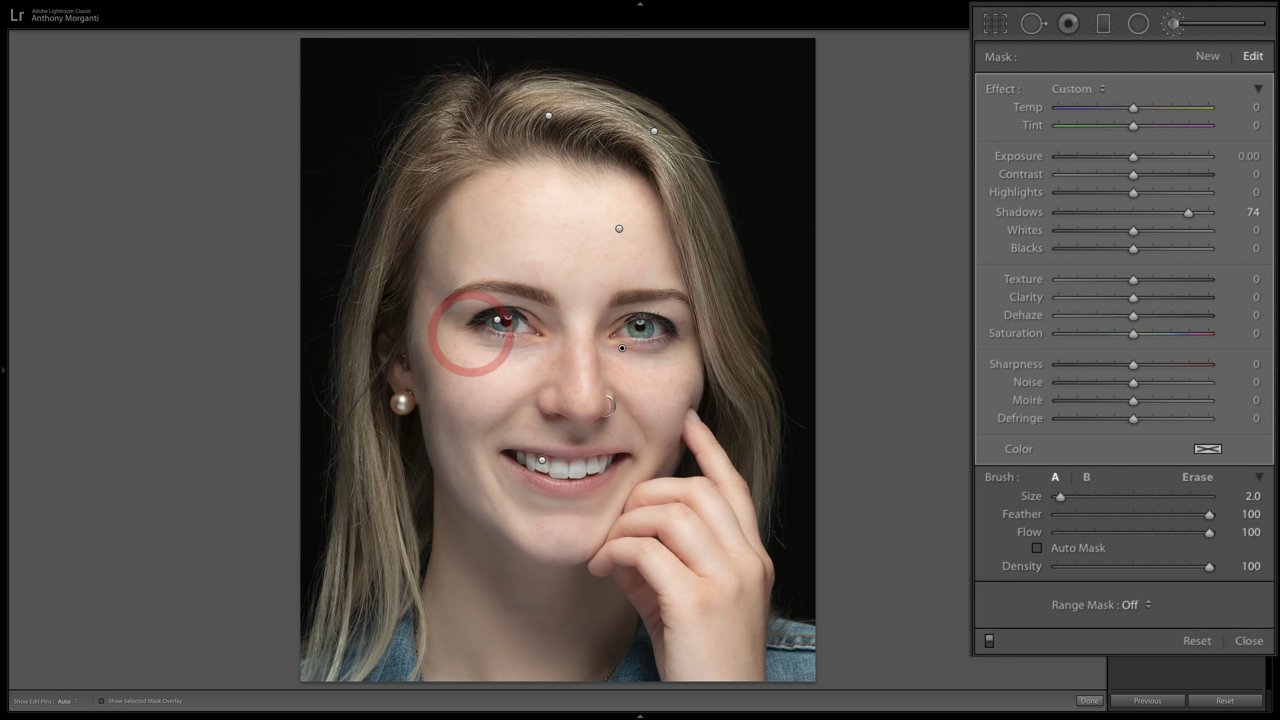 Lr
Adobe Lightroom Classic
Anthony Morganti
Mask :
New | Edit
Effect : Custom
Temp 0
Tint 0
Exposure 0.00
Contrast 0
Highlights 0
Shadows 74
Whites 0
Blacks 0
Texture 0
Clarity 0
Dehaze 0
Saturation 0
Sharpness 0
Noise 0
Moiré 0
Defringe 0
Color
Brush : A | B Erase
Size 2.0
Feather 100
Flow 100
Auto Mask
Density 100
Range Mask : Off
Reset | Close
Show Edit Pins : Auto Show Selected Mask Overlay Done Previous Reset